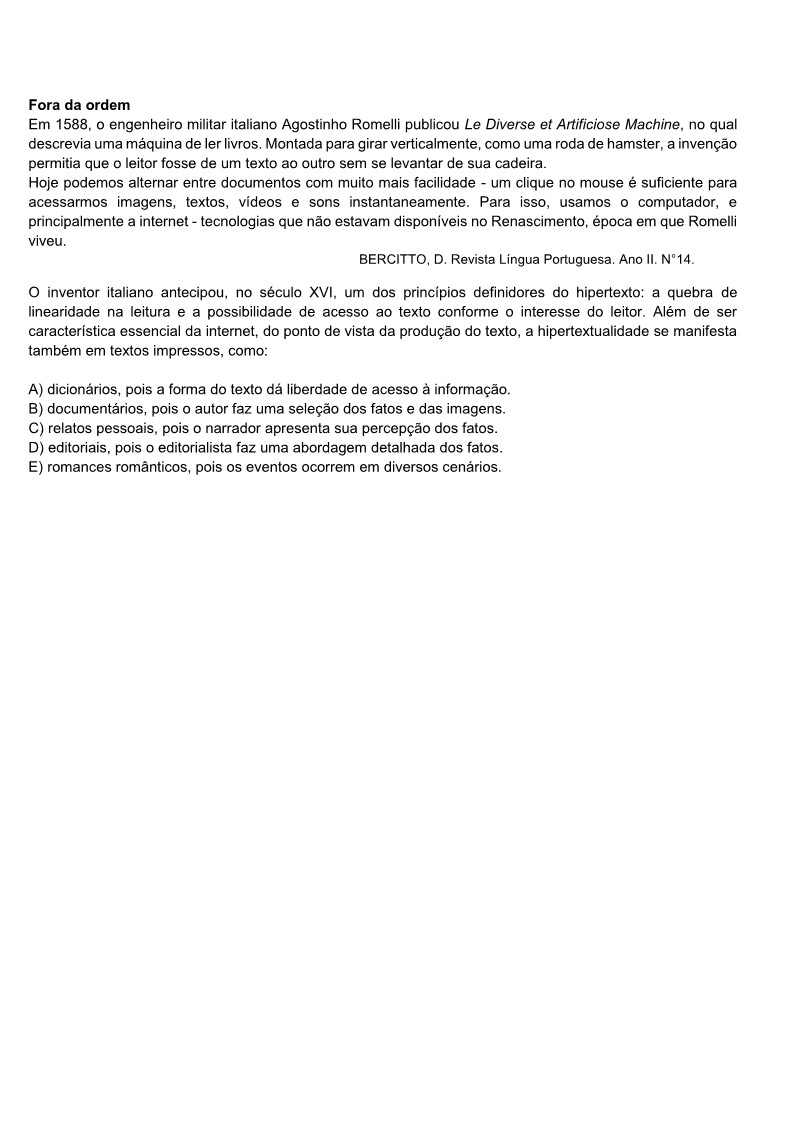 Fora da ordem
Em 1588, o engenheiro militar italiano Agostinho Romelli publicou Le Diverse et Artificiose Machine, no qual
descrevia uma máquina de ler livros. Montada para girar verticalmente, como uma roda de hamster, a invenção
permitia que o leitor fosse de um texto ao outro sem se levantar de sua cadeira.
Hoje podemos alternar entre documentos com muito mais facilidade - um clique no mouse é suficiente para
acessarmos imagens, textos, vídeos e sons instantaneamente. Para isso, usamos o computador, e
principalmente a internet - tecnologias que não estavam disponíveis no Renascimento, época em que Romelli
viveu.
BERCITTO, D. Revista Língua Portuguesa. Ano II. N°14.
O inventor italiano antecipou, no século XVI, um dos princípios definidores do hipertexto: a quebra de
linearidade na leitura e a possibilidade de acesso ao texto conforme o interesse do leitor. Além de ser
característica essencial da internet, do ponto de vista da produção do texto, a hipertextualidade se manifesta
também em textos impressos, como:
A) dicionários, pois a forma do texto dá liberdade de acesso à informação.
B) documentários, pois o autor faz uma seleção dos fatos e das imagens.
C) relatos pessoais, pois o narrador apresenta sua percepção dos fatos.
D) editoriais, pois o editorialista faz uma abordagem detalhada dos fatos.
E) romances românticos, pois os eventos ocorrem em diversos cenários.